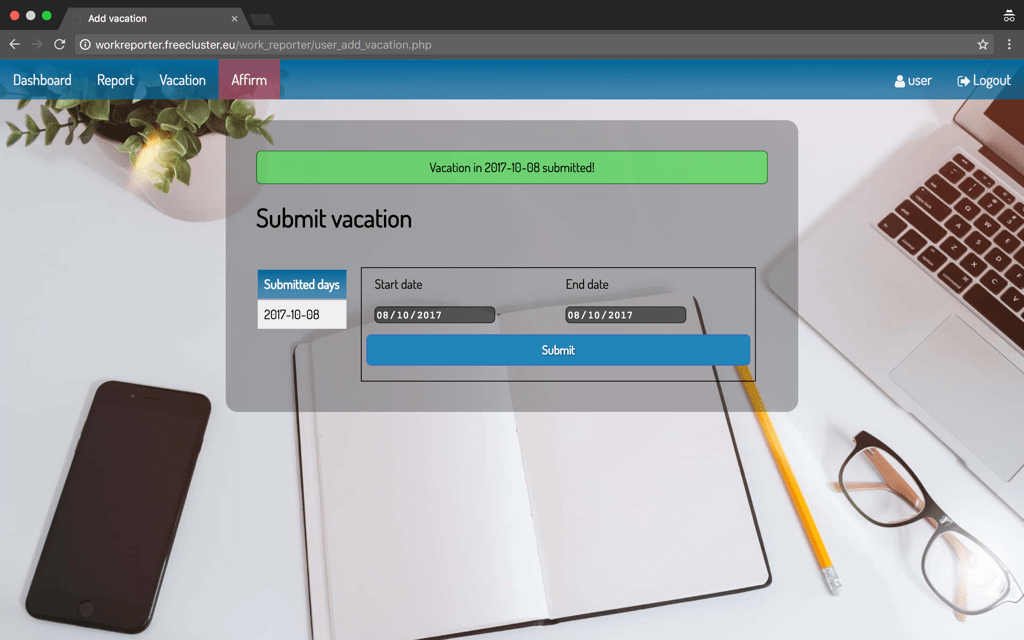 Add vacation
workreporter.freecluster.eu/work_reporter/user_add_vacation.php
Dashboard Report Vacation Affirm user Logout
Vacation in 2017-10-08 submitted!
Submit vacation
Submitted days
2017-10-08
Start date End date
08/10/2017 08/10/2017
Submit